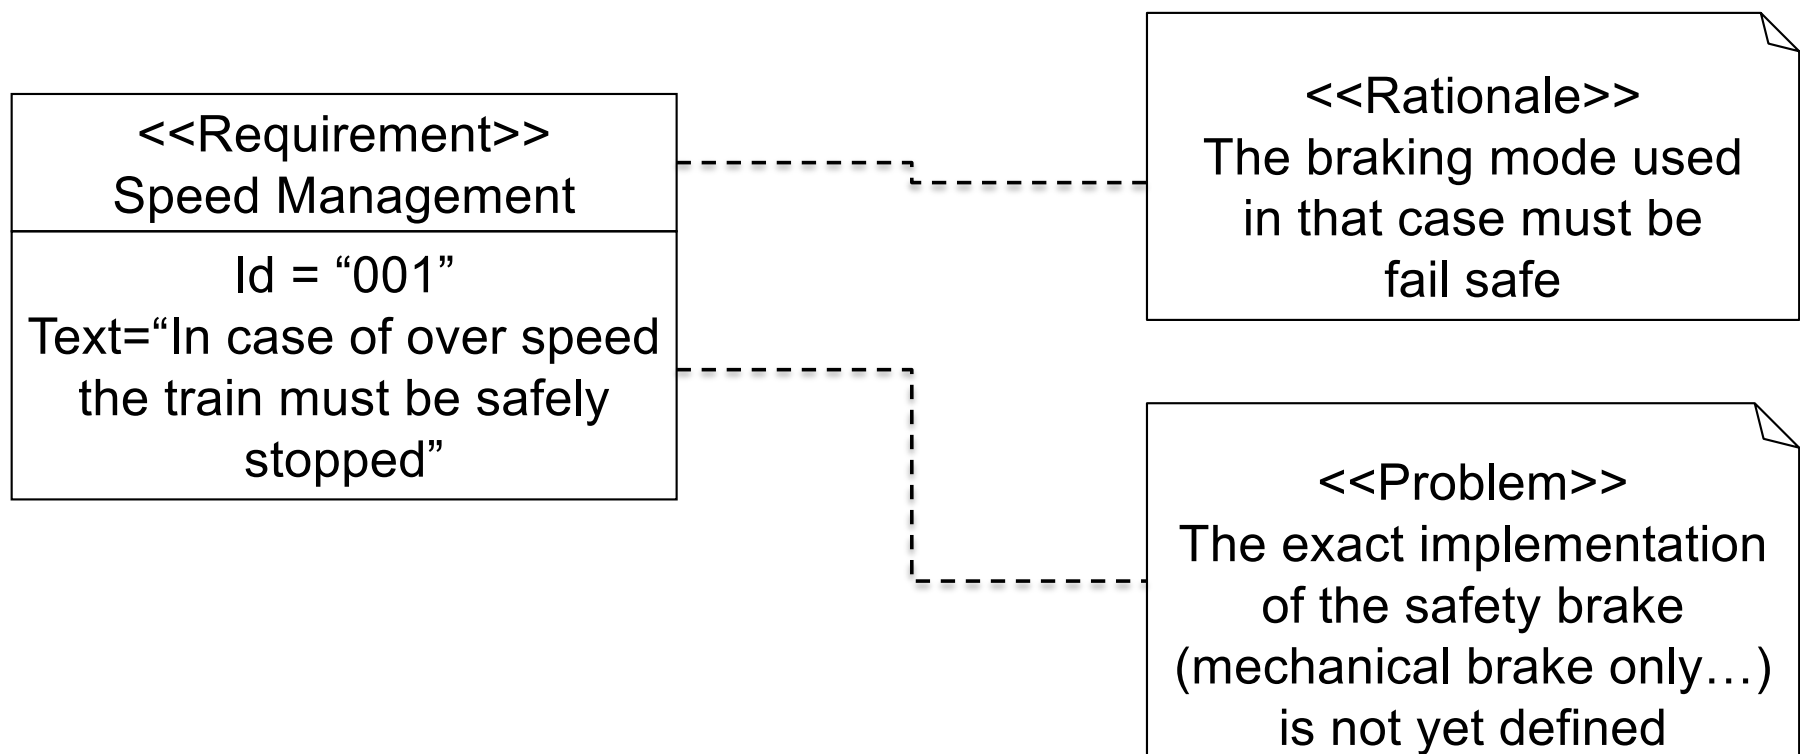 <<Requirement>>
Speed Management
Id = “001”
Text=“In case of over speed
the train must be safely
stopped”
<<Rationale>>
The braking mode used
in that case must be
fail safe
<<Problem>>
The exact implementation
of the safety brake
(mechanical brake only…)
is not yet defined